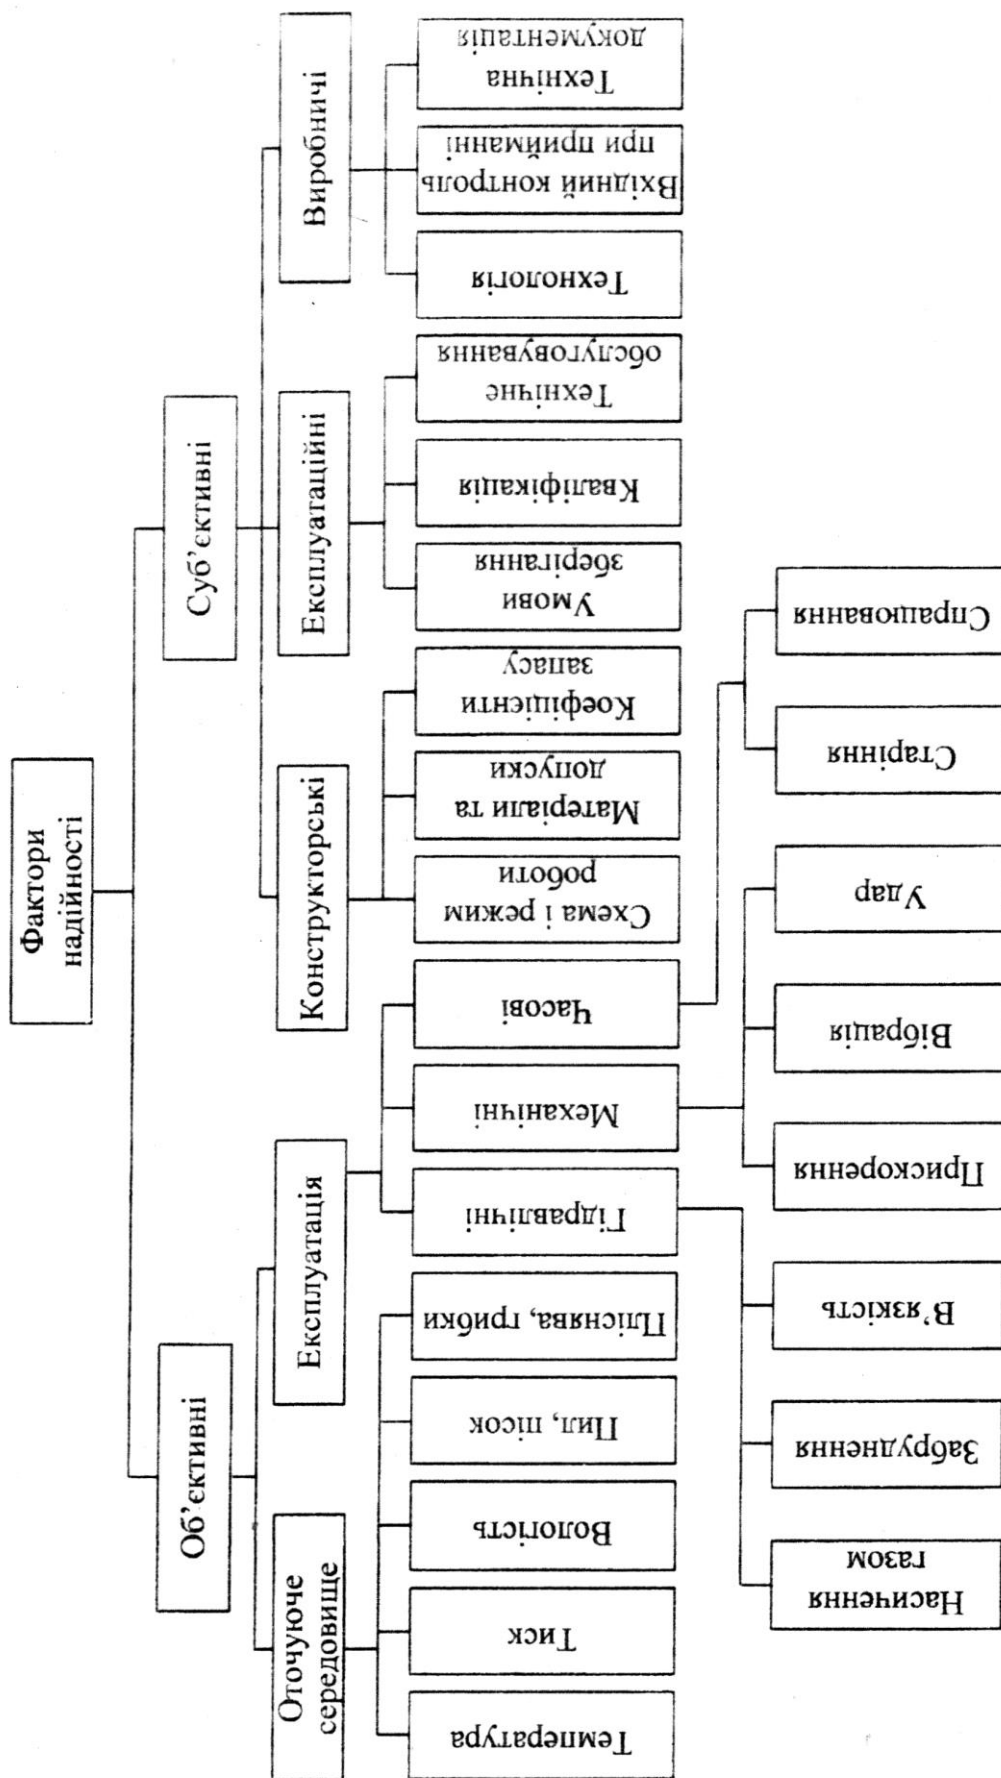 Фактори
надійності
Об’єктивні
Суб’єктивні
Оточуюче
середовище
Експлуатація
Конструкторські
Експлуатаційні
Виробничі
Температура
Тиск
Вологість
Пил, пісок
Пліснява, грибки
Гідравлічні
Механічні
Часові
Схема і режим
роботи
Матеріали та
допуски
Коефіцієнти
запасу
Умови
зберігання
Кваліфікація
Технічне
обслуговування
Технологія
Вхідний контроль
при прийманні
Технічна
документація
Насичення
газом
Забруднення
В’язкість
Прискорення
Вібрація
Удар
Старіння
Спрацювання